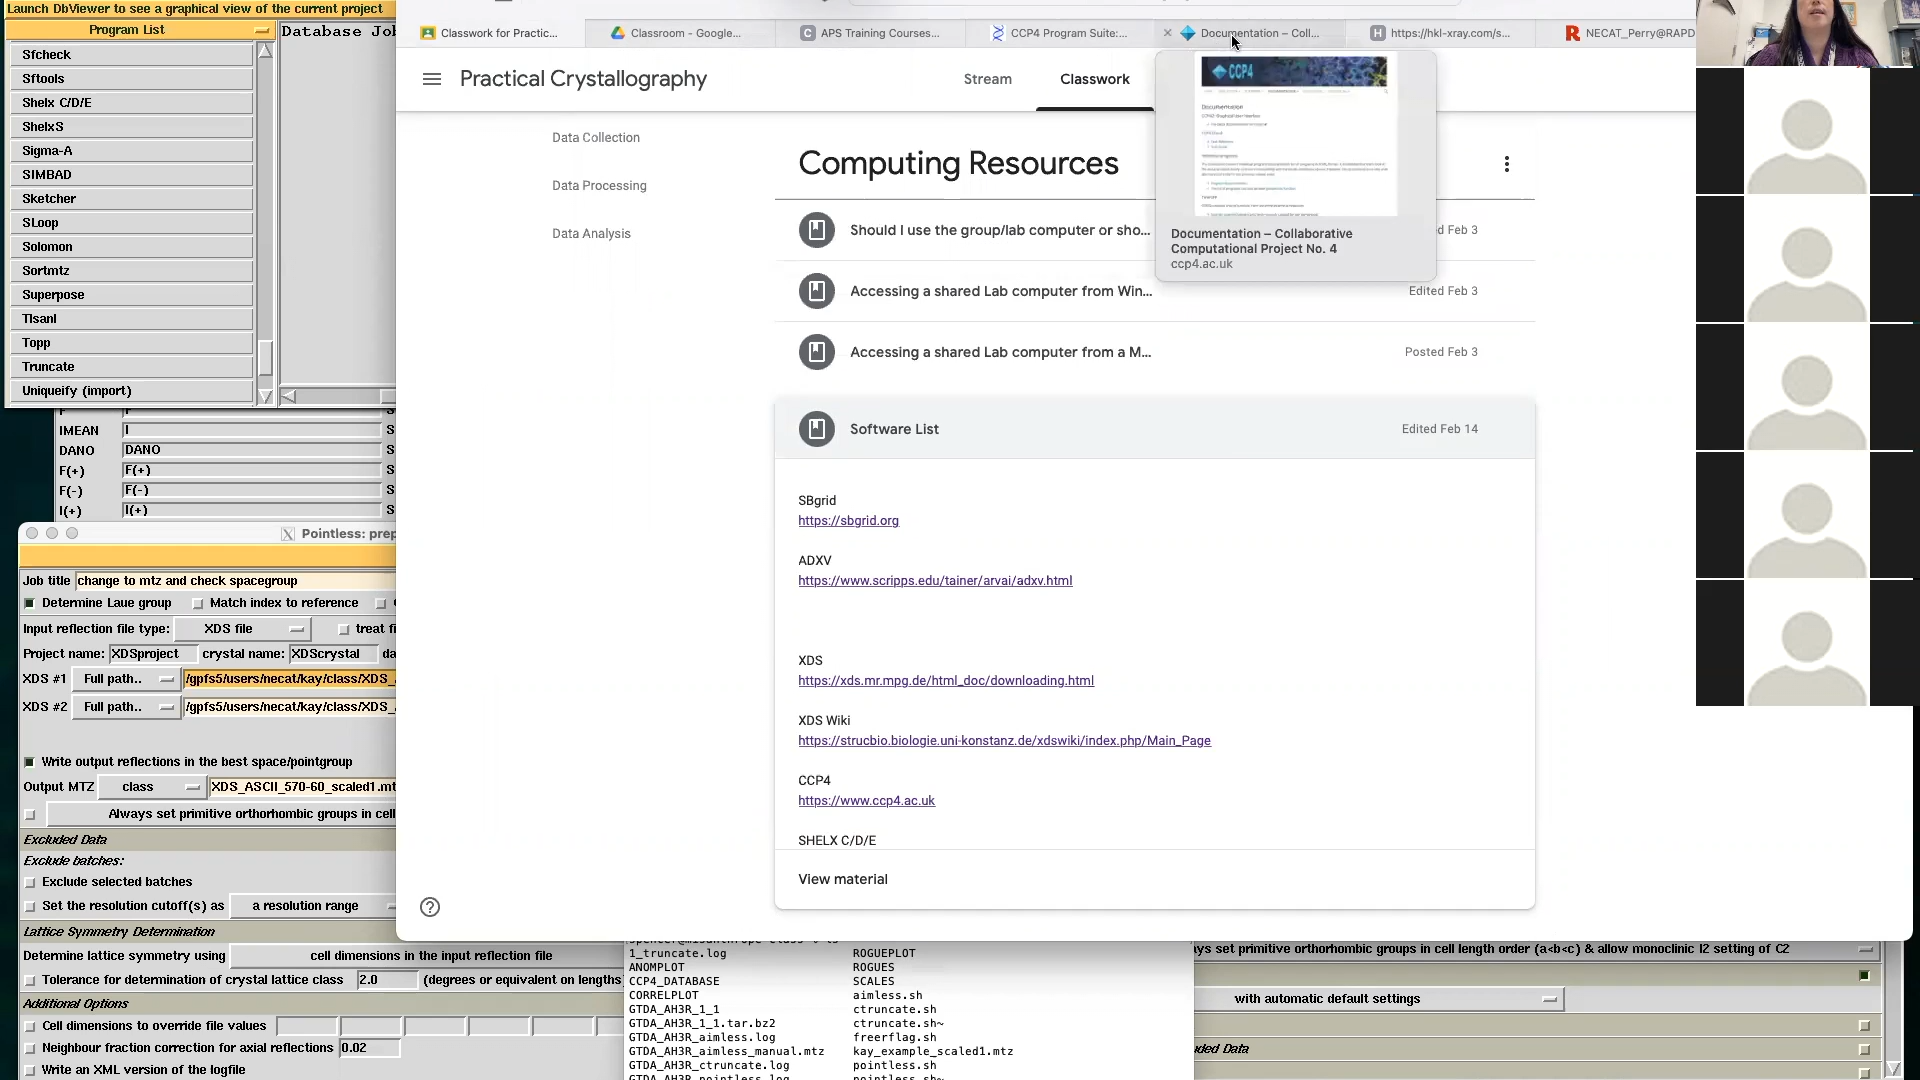 Launch DbViewer to see a graphical view of the current project
Program List
Database Jo
Sfcheck
Sftools
Shelx C/D/E
ShelxS
Sigma-A
SIMBAD
Sketcher
SLoop
Solomon
Sortmtz
Superpose
Tlsanl
Topp
Truncate
Uniqueify (import)
IMEAN I
DANO DANO
F(+) F(+)
F(-) F(-)
I(+) I(+)
Pointless: prep
Job title change to mtz and check spacegroup
Determine Laue group Match index to reference
Input reflection file type: XDS file treat fi
Project name: XDSproject crystal name: XDScrystal da
XDS #1 Full path.. /gpfs5/users/necat/kay/class/XDS_
XDS #2 Full path.. /gpfs5/users/necat/kay/class/XDS_
Write output reflections in the best space/pointgroup
Output MTZ class XDS_ASCII_570-60_scaled1.mt
Always set primitive orthorhombic groups in cell
Excluded Data
Exclude batches:
Exclude selected batches
Set the resolution cutoff(s) as a resolution range
Lattice Symmetry Determination
Determine lattice symmetry using cell dimensions in the input reflection file
Tolerance for determination of crystal lattice class 2.0 (degrees or equivalent on lengths)
Additional Options
Cell dimensions to override file values
Neighbour fraction correction for axial reflections 0.02
Write an XML version of the logfile
Classwork for Practic...
Classroom - Google...
APS Training Courses...
CCP4 Program Suite:...
Documentation – Coll...
https://hkl-xray.com/s...
NECAT_Perry@RAPD
Practical Crystallography
Stream
Classwork
Data Collection
Data Processing
Data Analysis
Computing Resources
Should I use the group/lab computer or sho...
d Feb 3
Accessing a shared Lab computer from Win...
Edited Feb 3
Accessing a shared Lab computer from a M...
Posted Feb 3
CCP4
Documentation
Documentation – Collaborative
Computational Project No. 4
ccp4.ac.uk
Software List
Edited Feb 14
SBgrid
https://sbgrid.org
ADXV
https://www.scripps.edu/tainer/arvai/adxv.html
XDS
https://xds.mr.mpg.de/html_doc/downloading.html
XDS Wiki
https://strucbio.biologie.uni-konstanz.de/xdswiki/index.php/Main_Page
CCP4
https://www.ccp4.ac.uk
SHELX C/D/E
View material
1_truncate.log ROGUEPLOT
ANOMPLOT ROGUES
CCP4_DATABASE SCALES
CORRELPLOT aimless.sh
GTDA_AH3R_1_1 ctruncate.sh
GTDA_AH3R_1_1.tar.bz2 ctruncate.sh~
GTDA_AH3R_aimless.log freerflag.sh
GTDA_AH3R_aimless_manual.mtz kay_example_scaled1.mtz
GTDA_AH3R_ctruncate.log pointless.sh
GTDA_AH3R_pointless.log pointless.sh~
ys set primitive orthorhombic groups in cell length order (a<b<c) & allow monoclinic I2 setting of C2
with automatic default settings
ded Data